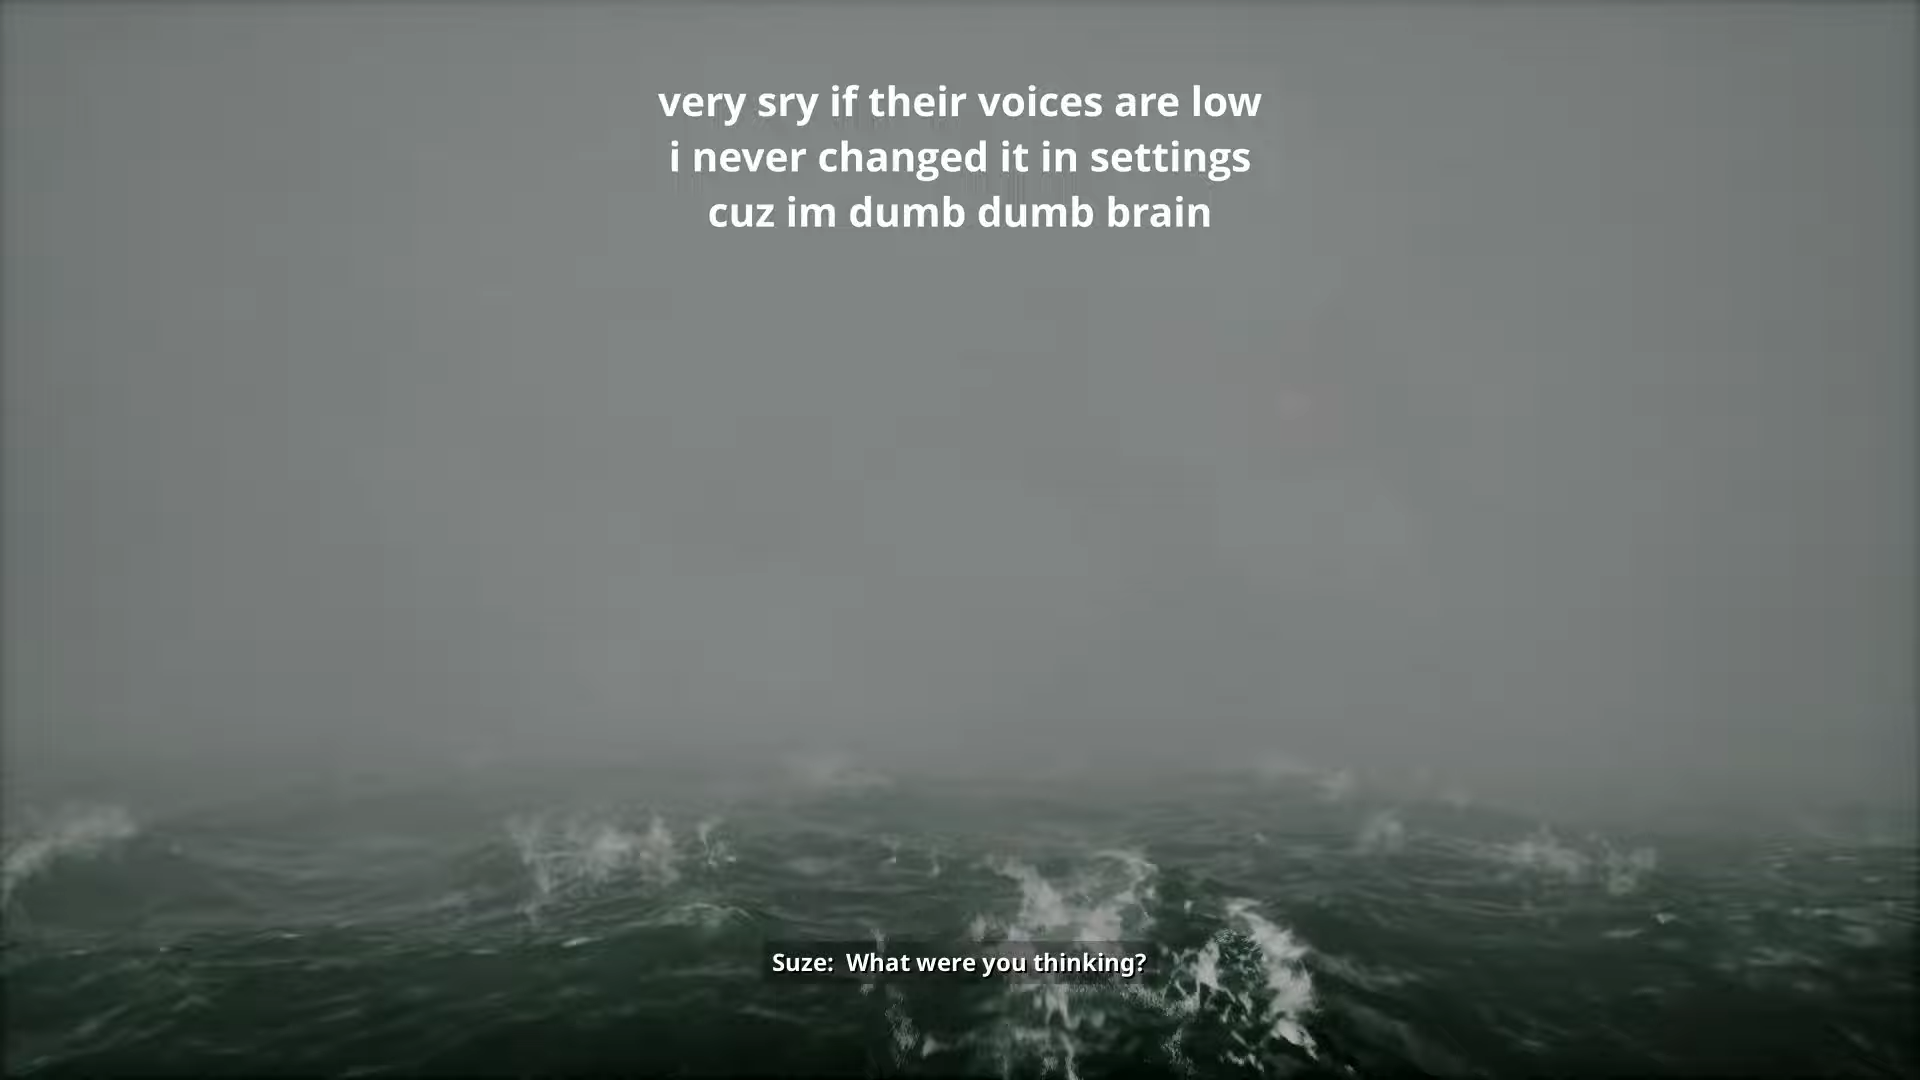 very sry if their voices are low
i never changed it in settings
cuz im dumb dumb brain
Suze:  What were you thinking?